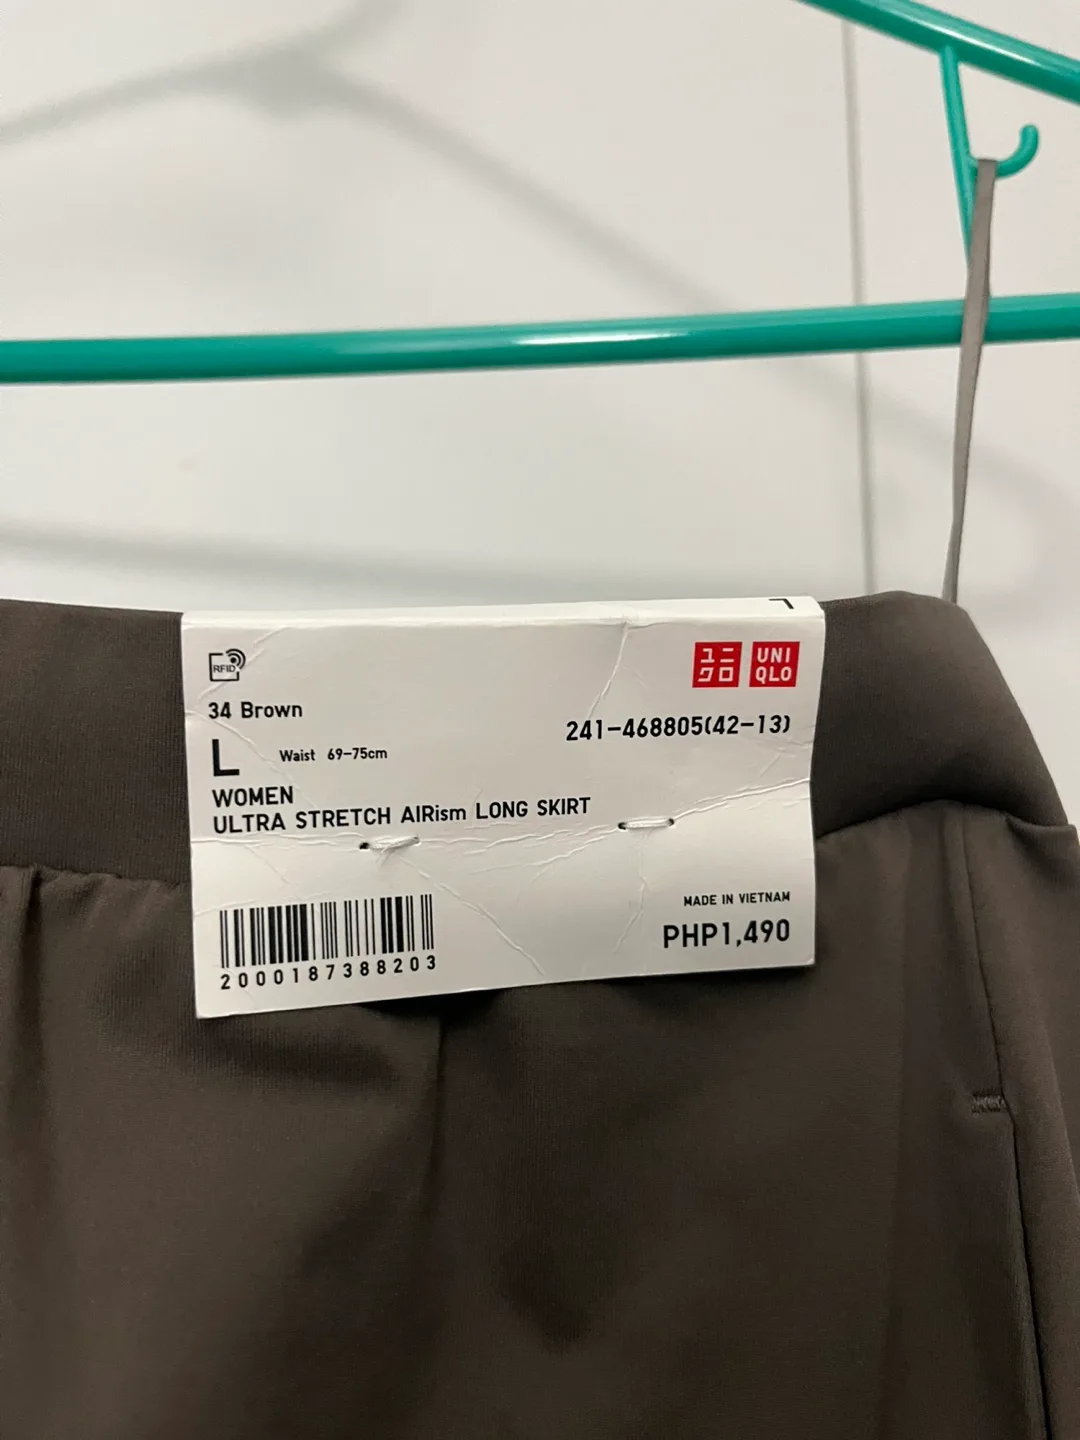 L
RFID
ユニ
クロ
UNI
QLO
34 Brown
241-468805(42-13)
L Waist 69-75cm
WOMEN
ULTRA STRETCH AIRism LONG SKIRT
MADE IN VIETNAM
PHP1,490
2000187388203